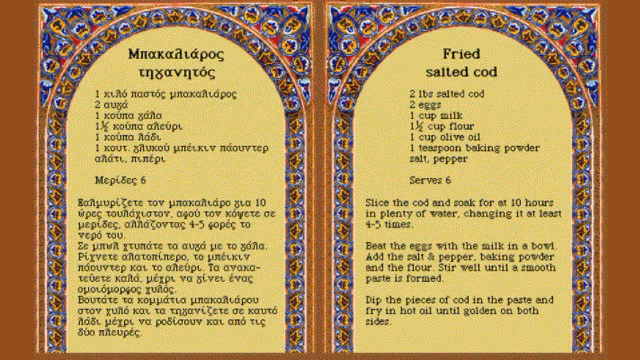 Μπακαλιάρος
τηγανητός
1 κιλό παστός μπακαλιάρος
2 αυγά
1 κούπα γάλα
1½ κούπα αλεύρι
1 κούπα λάδι
1 κουτ. γλυκού μπέικιν πάουντερ
αλάτι, πιπέρι
Μερίδες 6
Ξαλμυρίζετε τον μπακαλιάρο για 10
ώρες τουλάχιστον, αφού τον κόψετε σε
μερίδες, αλλάζοντας 4-5 φορές το
νερό του.
Σε μπωλ χτυπάτε τα αυγά με το γάλα.
Ρίχνετε αλατοπίπερο, το μπέικιν
πάουντερ και το αλεύρι. Τα ανακα-
τεύετε καλά, μέχρι να γίνει ένας
ομοιόμορφος χυλός.
Βουτάτε τα κομμάτια μπακαλιάρου
στον χυλό και τα τηγανίζετε σε καυτό
λάδι μέχρι να ροδίσουν και από τις
δύο πλευρές.
Fried
salted cod
2 lbs salted cod
2 eggs
1 cup milk
1½ cup flour
1 cup olive oil
1 teaspoon baking powder
salt, pepper
Serves 6
Slice the cod and soak for at 10 hours
in plenty of water, changing it at least
4-5 times.
Beat the eggs with the milk in a bowl.
Add the salt & pepper, baking powder
and the flour. Stir well until a smooth
paste is formed.
Dip the pieces of cod in the paste and
fry in hot oil until golden on both
sides.